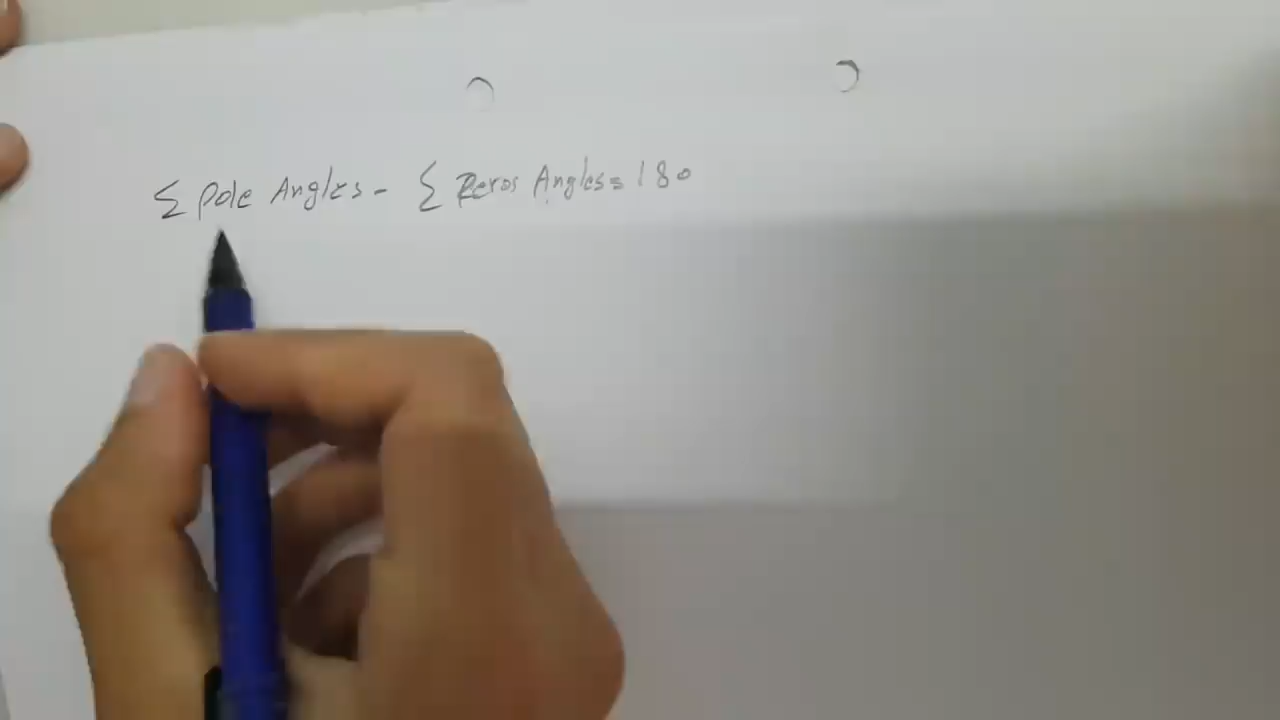 Σ Pole Angles - Σ Zeros Angles = 180